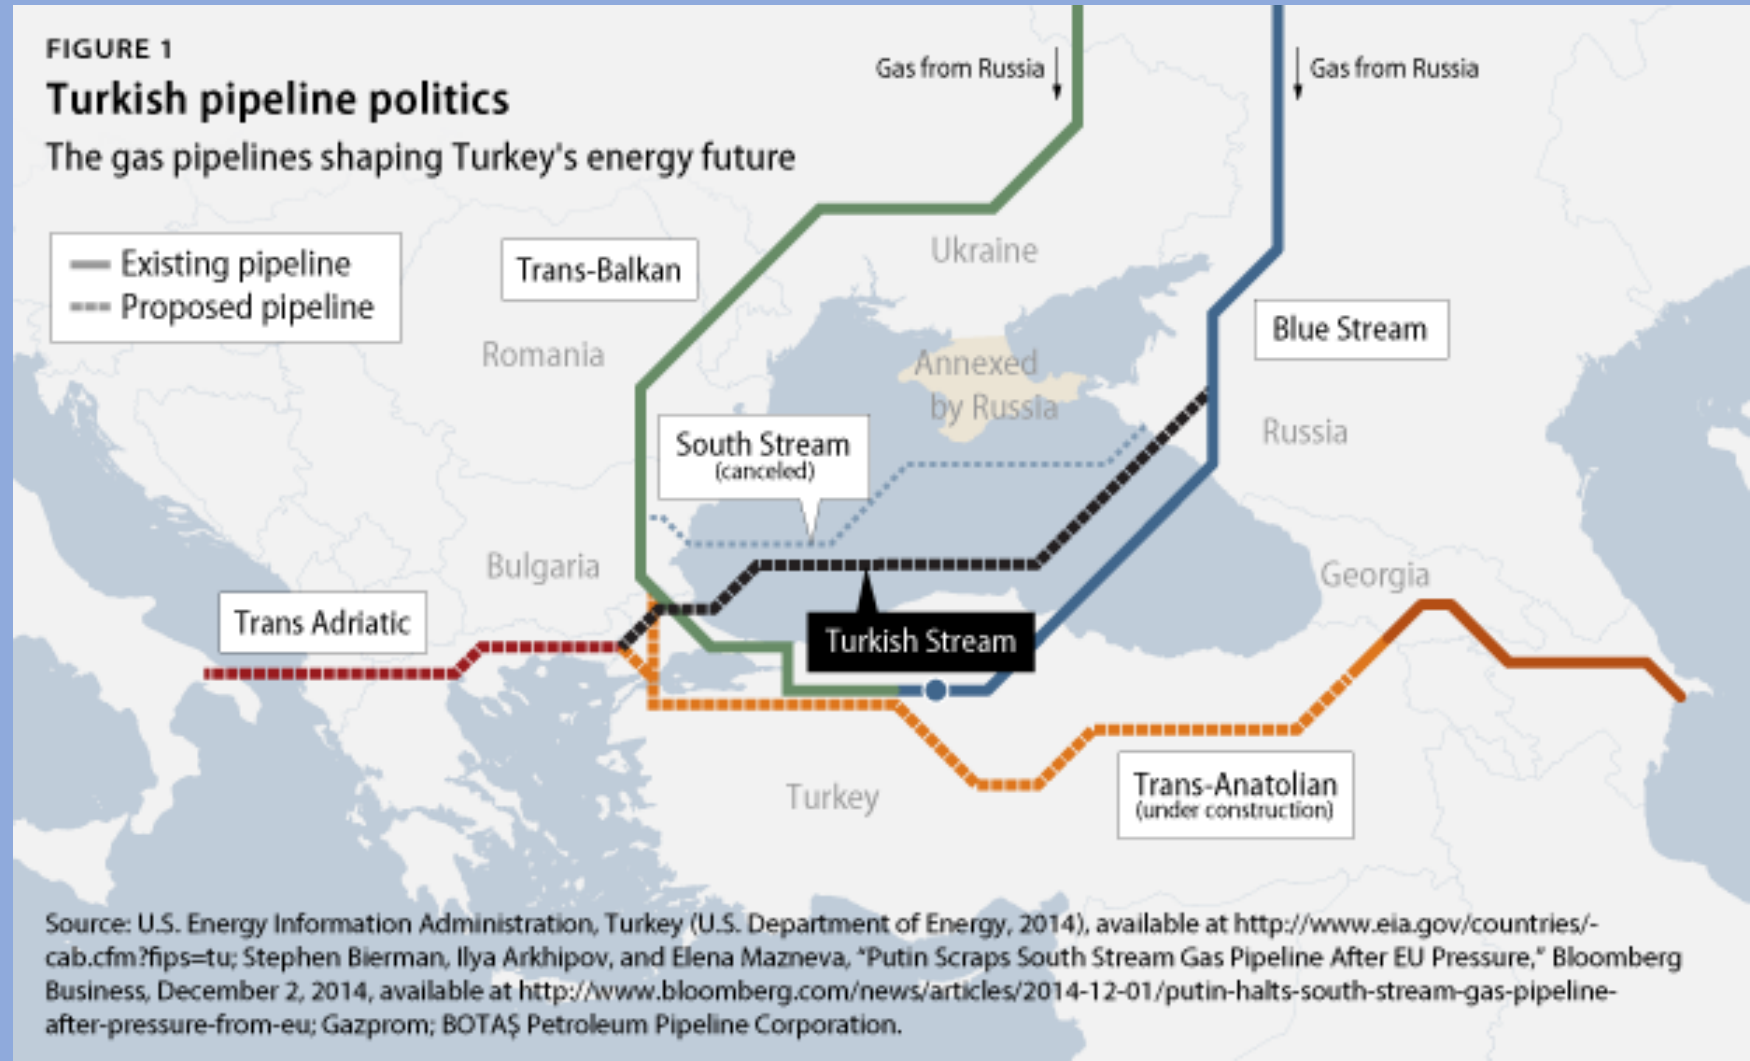 FIGURE 1
Turkish pipeline politics
The gas pipelines shaping Turkey's energy future
Gas from Russia
Gas from Russia
Existing pipeline
Proposed pipeline
Trans-Balkan
Ukraine
Blue Stream
Romania
Annexed
by Russia
Russia
South Stream
(canceled)
Bulgaria
Georgia
Trans Adriatic
Turkish Stream
Turkey
Trans-Anatolian
(under construction)
Source: U.S. Energy Information Administration, Turkey (U.S. Department of Energy, 2014), available at http://www.eia.gov/countries/-
cab.cfm?fips=tu; Stephen Bierman, Ilya Arkhipov, and Elena Mazneva, “Putin Scraps South Stream Gas Pipeline After EU Pressure,” Bloomberg
Business, December 2, 2014, available at http://www.bloomberg.com/news/articles/2014-12-01/putin-halts-south-stream-gas-pipeline-
after-pressure-from-eu; Gazprom; BOTAŞ Petroleum Pipeline Corporation.